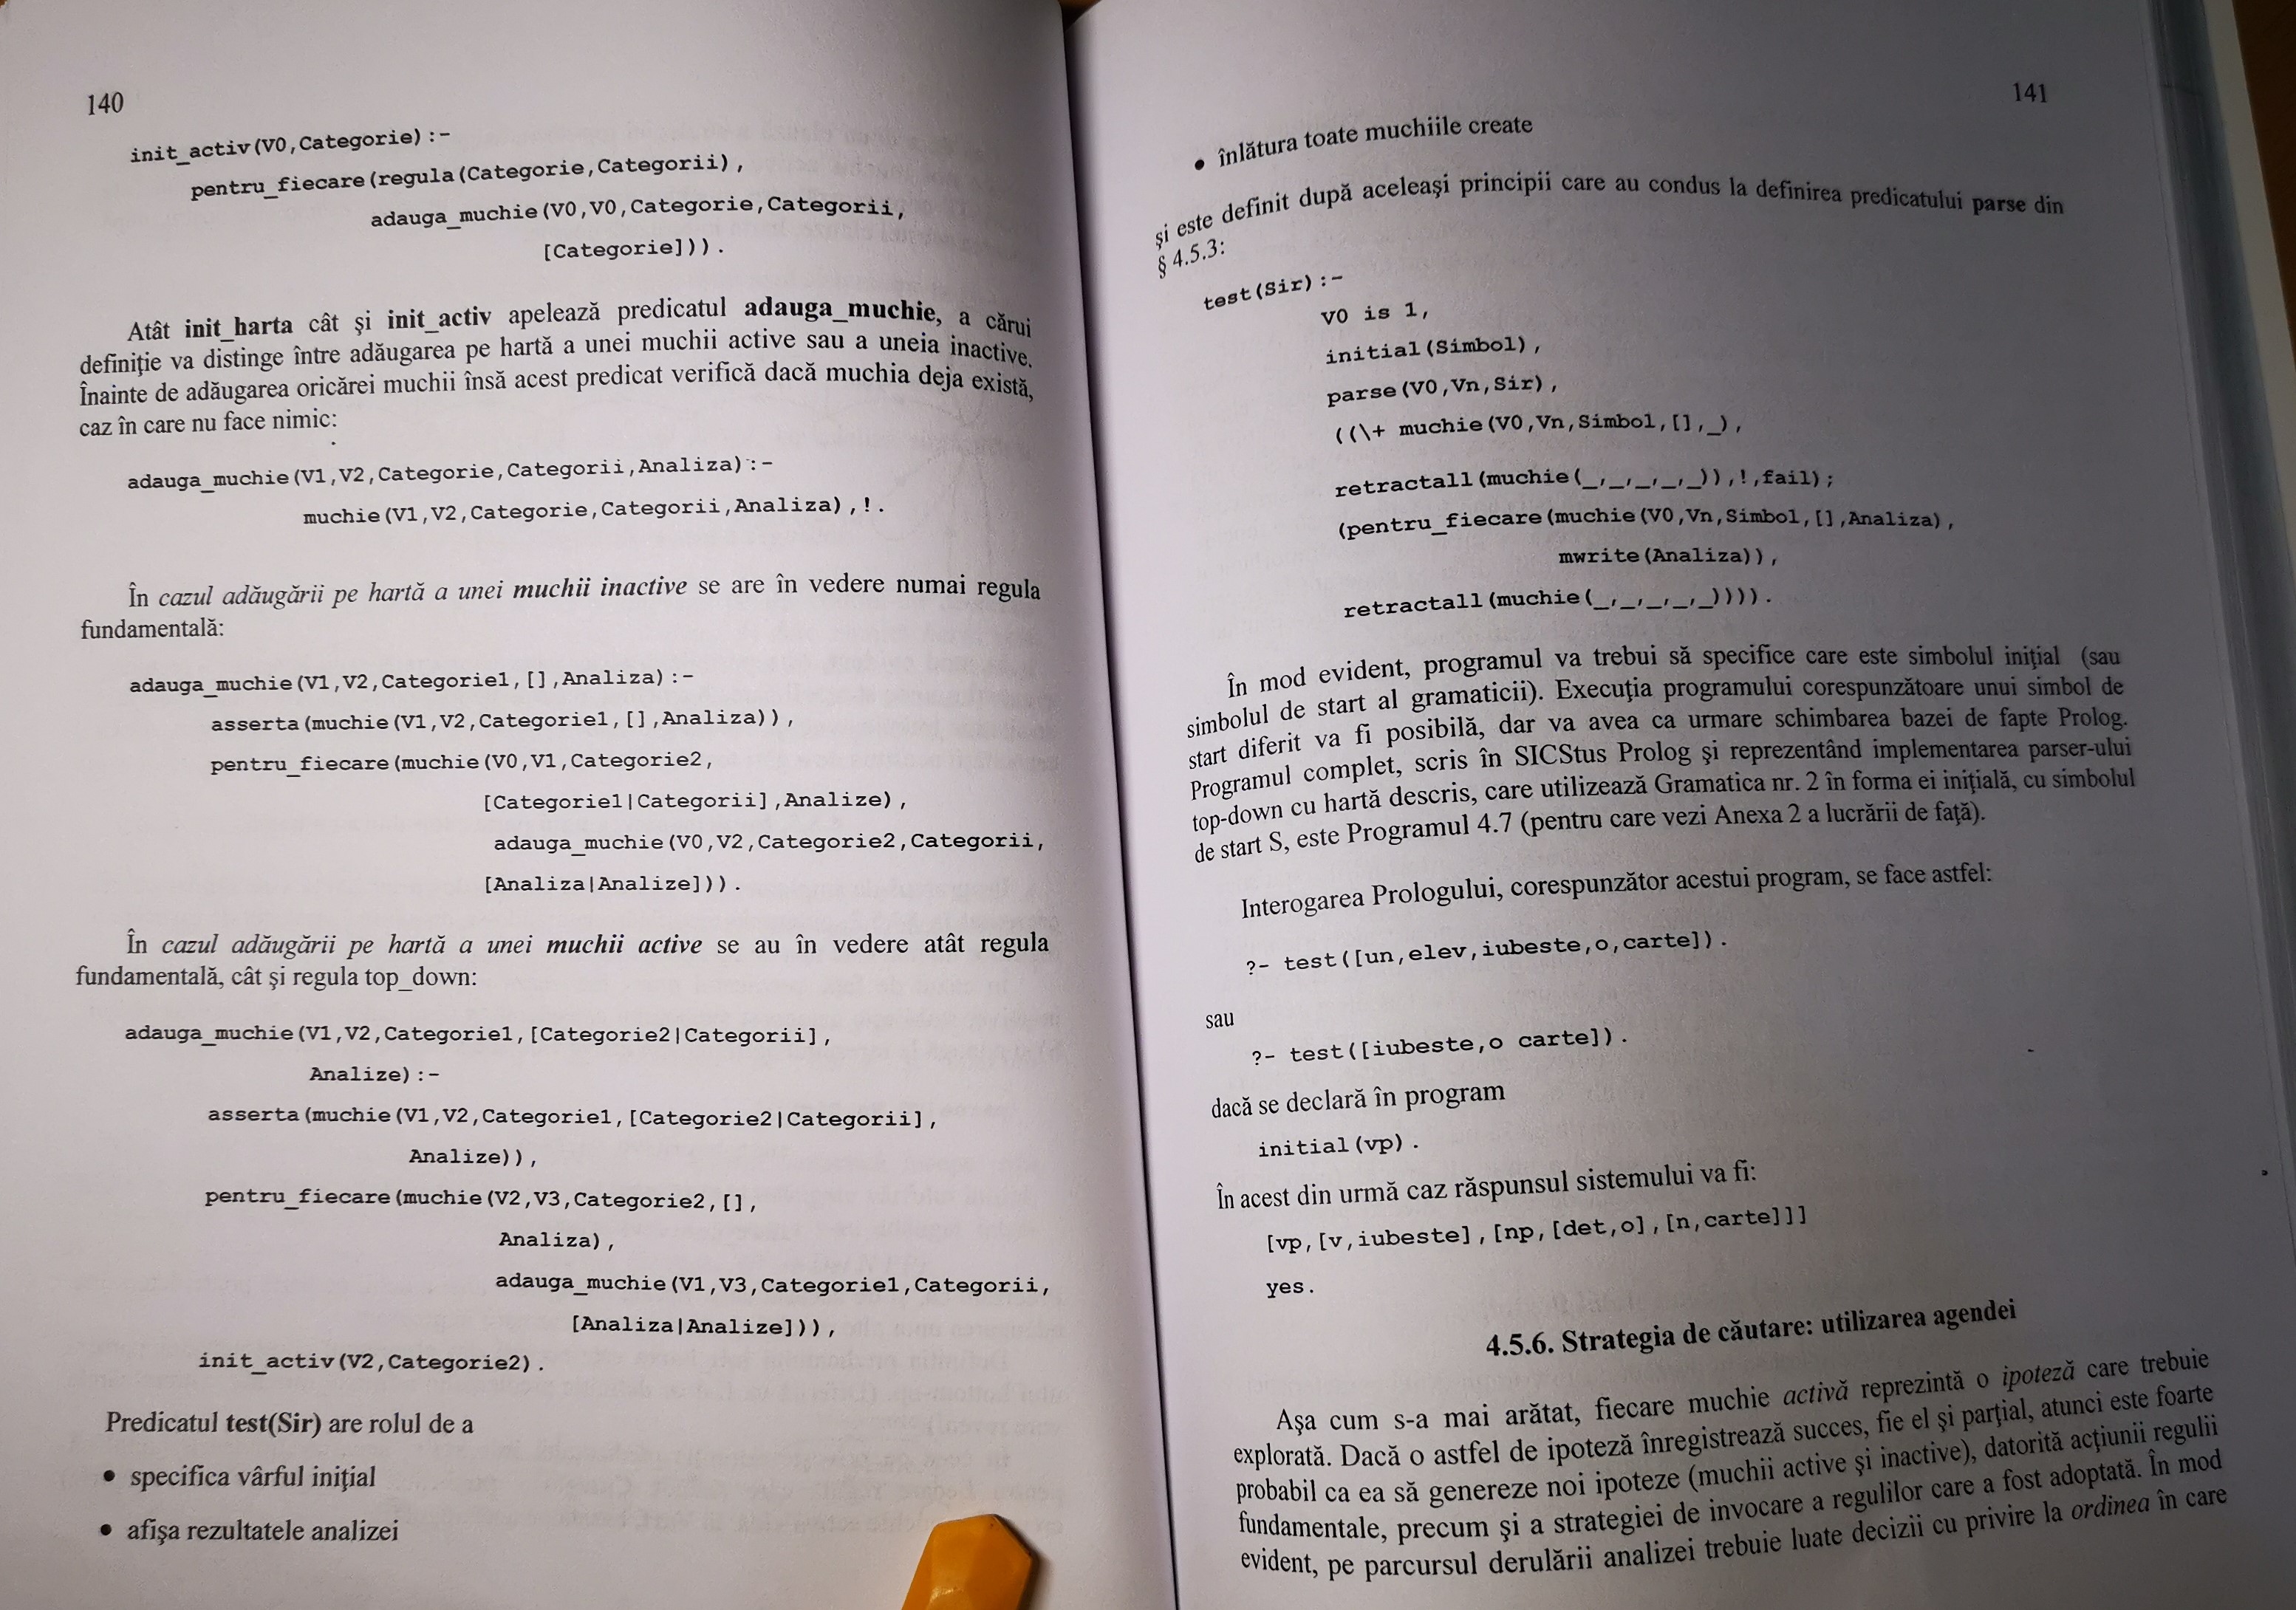 140
init_activ(V0,Categorie):-
pentru_fiecare(regula(Categorie,Categorii),
adauga_muchie(V0,V0,Categorie,Categorii,
[Categorie])).
Atât init_harta cât şi init_activ apelează predicatul adauga_muchie, a cărui
definiţie va distinge între adăugarea pe hartă a unei muchii active sau a uneia inactive.
Înainte de adăugarea oricărei muchii însă acest predicat verifică dacă muchia deja există,
caz în care nu face nimic:
adauga_muchie(V1,V2,Categorie,Categorii,Analiza):-
muchie(V1,V2,Categorie,Categorii,Analiza),!.
În cazul adăugării pe hartă a unei muchii inactive se are în vedere numai regula
fundamentală:
adauga_muchie(V1,V2,Categorie1,[],Analiza):-
asserta(muchie(V1,V2,Categorie1,[],Analiza)),
pentru_fiecare(muchie(V0,V1,Categorie2,
[Categorie1|Categorii],Analize),
adauga_muchie(V0,V2,Categorie2,Categorii,
[Analiza|Analize])).
În cazul adăugării pe hartă a unei muchii active se au în vedere atât regula
fundamentală, cât şi regula top_down:
adauga_muchie(V1,V2,Categorie1,[Categorie2|Categorii],
Analize):-
asserta(muchie(V1,V2,Categorie1,[Categorie2|Categorii],
Analize)),
pentru_fiecare(muchie(V2,V3,Categorie2,[],
Analiza),
adauga_muchie(V1,V3,Categorie1,Categorii,
[Analiza|Analize])),
init_activ(V2,Categorie2).
Predicatul test(Sir) are rolul de a
• specifica vârful iniţial
• afişa rezultatele analizei
141
• înlătura toate muchiile create
şi este definit după aceleaşi principii care au condus la definirea predicatului parse din
§ 4.5.3:
test(Sir):-
V0 is 1,
initial(Simbol),
parse(V0,Vn,Sir),
((\+ muchie(V0,Vn,Simbol,[],_),
retractall(muchie(_,_,_,_,_)),!,fail);
(pentru_fiecare(muchie(V0,Vn,Simbol,[],Analiza),
mwrite(Analiza)),
retractall(muchie(_,_,_,_,_)))).
În mod evident, programul va trebui să specifice care este simbolul iniţial (sau
simbolul de start al gramaticii). Execuţia programului corespunzătoare unui simbol de
start diferit va fi posibilă, dar va avea ca urmare schimbarea bazei de fapte Prolog.
Programul complet, scris în SICStus Prolog şi reprezentând implementarea parser-ului
top-down cu hartă descris, care utilizează Gramatica nr. 2 în forma ei iniţială, cu simbolul
de start S, este Programul 4.7 (pentru care vezi Anexa 2 a lucrării de faţă).
Interogarea Prologului, corespunzător acestui program, se face astfel:
?- test([un,elev,iubeste,o,carte]).
sau
?- test([iubeste,o carte]).
dacă se declară în program
initial(vp).
În acest din urmă caz răspunsul sistemului va fi:
[vp,[v,iubeste],[np,[det,o],[n,carte]]]
yes.
4.5.6. Strategia de căutare: utilizarea agendei
Aşa cum s-a mai arătat, fiecare muchie activă reprezintă o ipoteză care trebuie
explorată. Dacă o astfel de ipoteză înregistrează succes, fie el şi parţial, atunci este foarte
probabil ca ea să genereze noi ipoteze (muchii active şi inactive), datorită acţiunii regulii
fundamentale, precum şi a strategiei de invocare a regulilor care a fost adoptată. În mod
evident, pe parcursul derulării analizei trebuie luate decizii cu privire la ordinea în care